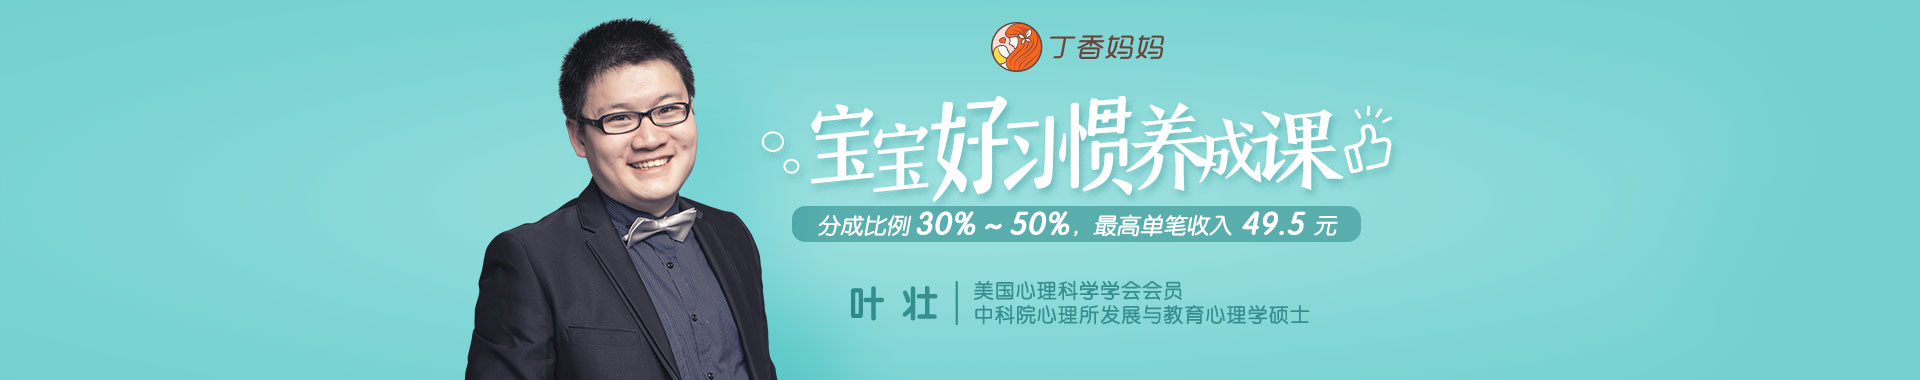 丁香妈妈
宝宝好习惯养成课
分成比例 30% ~ 50%，最高单笔收入 49.5 元
叶 壮
美国心理科学学会会员
中科院心理所发展与教育心理学硕士